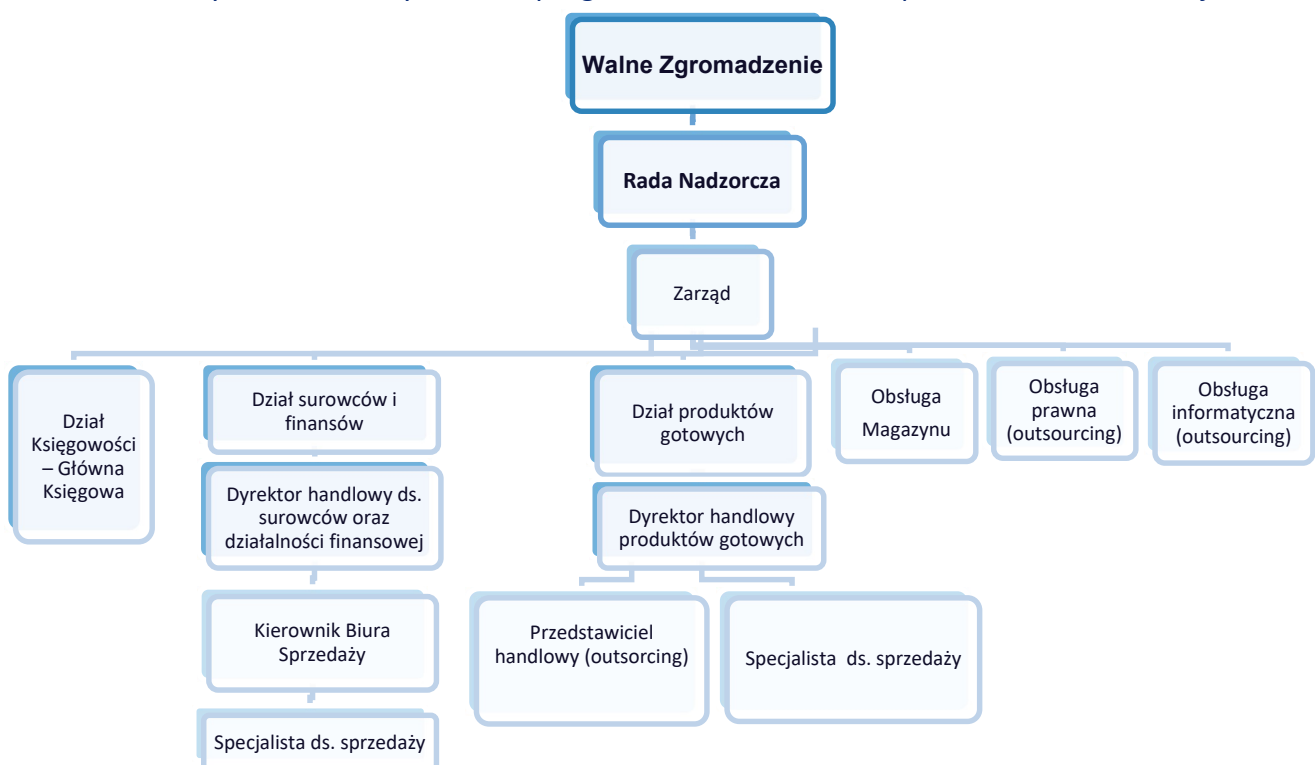 Walne Zgromadzenie
Rada Nadzorcza
Zarząd
Dział
Księgowości
– Główna
Księgowa
Dział surowców i
finansów
Dział produktów
gotowych
Obsługa
Magazynu
Obsługa
prawna
(outsourcing)
Obsługa
informatyczna
(outsourcing)
Dyrektor handlowy ds.
surowców oraz
działalności finansowej
Dyrektor handlowy
produktów gotowych
Kierownik Biura
Sprzedaży
Przedstawiciel
handlowy (outsorcing)
Specjalista ds. sprzedaży
Specjalista ds. sprzedaży